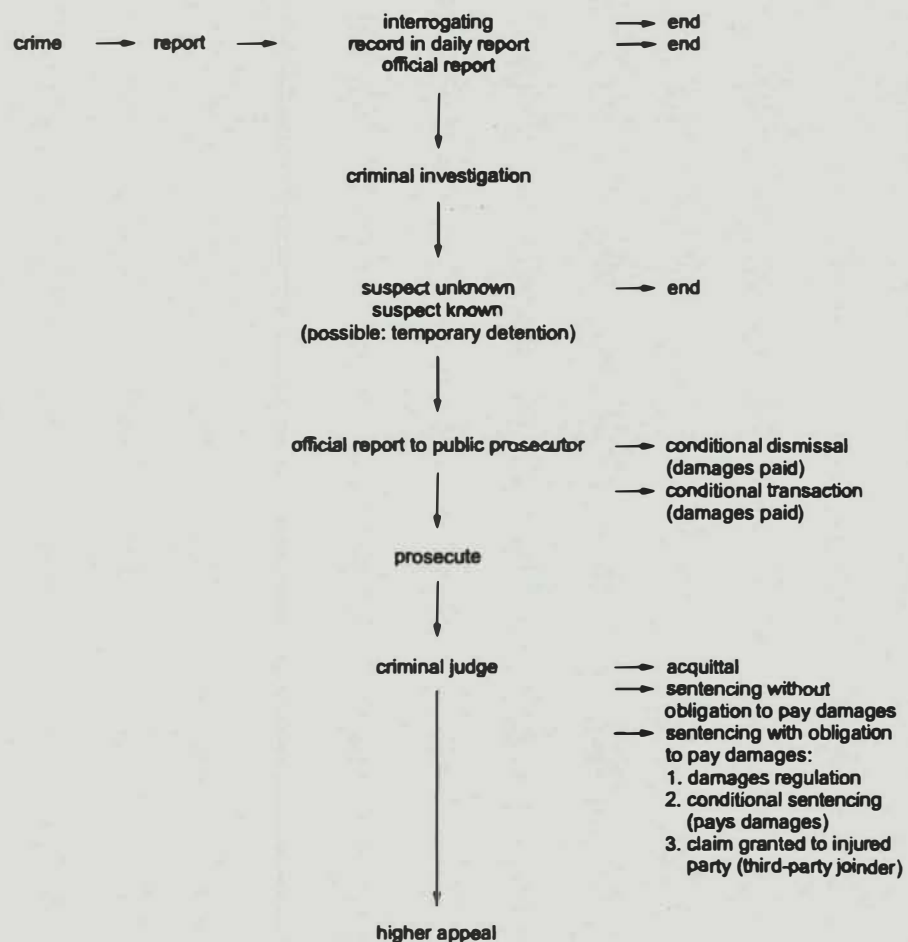 interrogating → end
crime → report → record in daily report → end
official report
criminal investigation
suspect unknown → end
suspect known
(possible: temporary detention)
official report to public prosecutor → conditional dismissal
(damages paid)
→ conditional transaction
(damages paid)
prosecute
criminal judge → acquittal
→ sentencing without
obligation to pay damages
→ sentencing with obligation
to pay damages:
1. damages regulation
2. conditional sentencing
(pays damages)
3. claim granted to injured
party (third-party joinder)
higher appeal